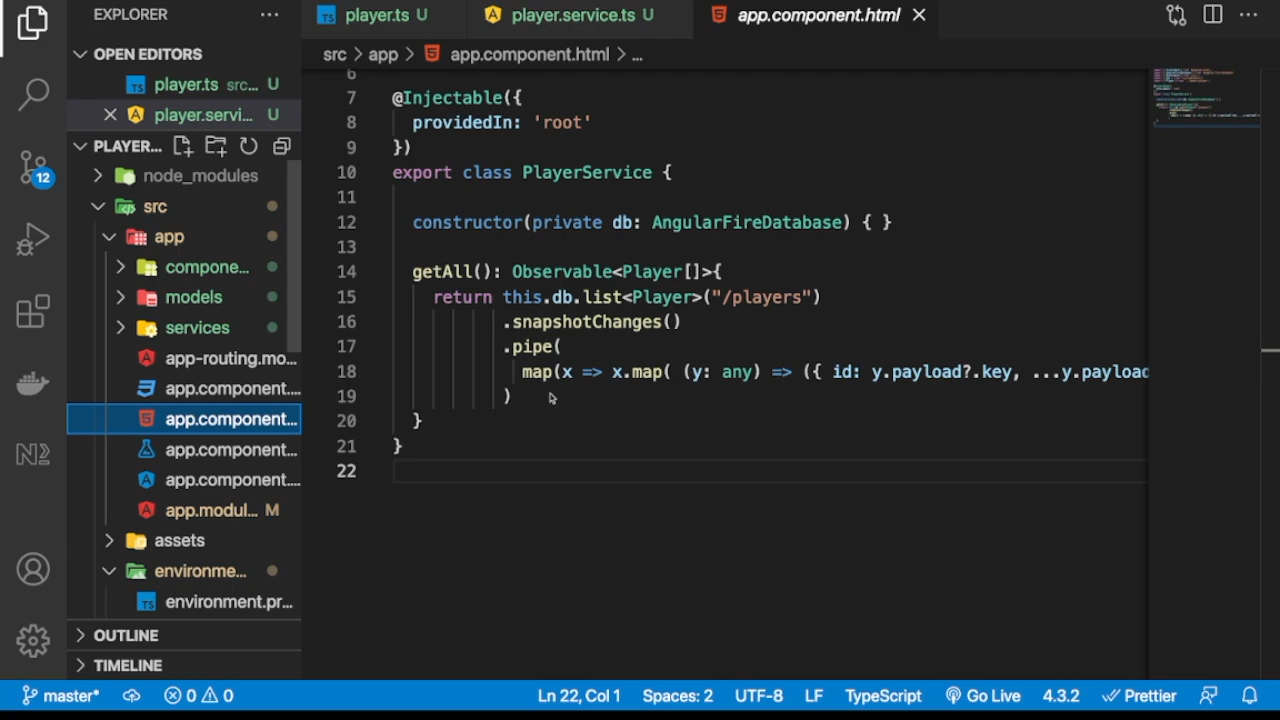 EXPLORER
OPEN EDITORS
player.ts src... U
player.servi... U
PLAYER...
node_modules
src
app
compone...
models
services
app-routing.mo...
app.component....
app.component...
app.component...
app.component...
app.modul... M
assets
environme...
environment.pr...
OUTLINE
TIMELINE
12
player.ts U
player.service.ts U
app.component.html
src > app > app.component.html > ...
6
7 @Injectable({
8 providedIn: 'root'
9 })
10 export class PlayerService {
11
12 constructor(private db: AngularFireDatabase) { }
13
14 getAll(): Observable<Player[]>{
15 return this.db.list<Player>("/players")
16 .snapshotChanges()
17 .pipe(
18 map(x => x.map( (y: any) => ({ id: y.payload?.key, ...y.payload
19 )
20 }
21 }
22
master* 0 0 Ln 22, Col 1 Spaces: 2 UTF-8 LF TypeScript Go Live 4.3.2 Prettier